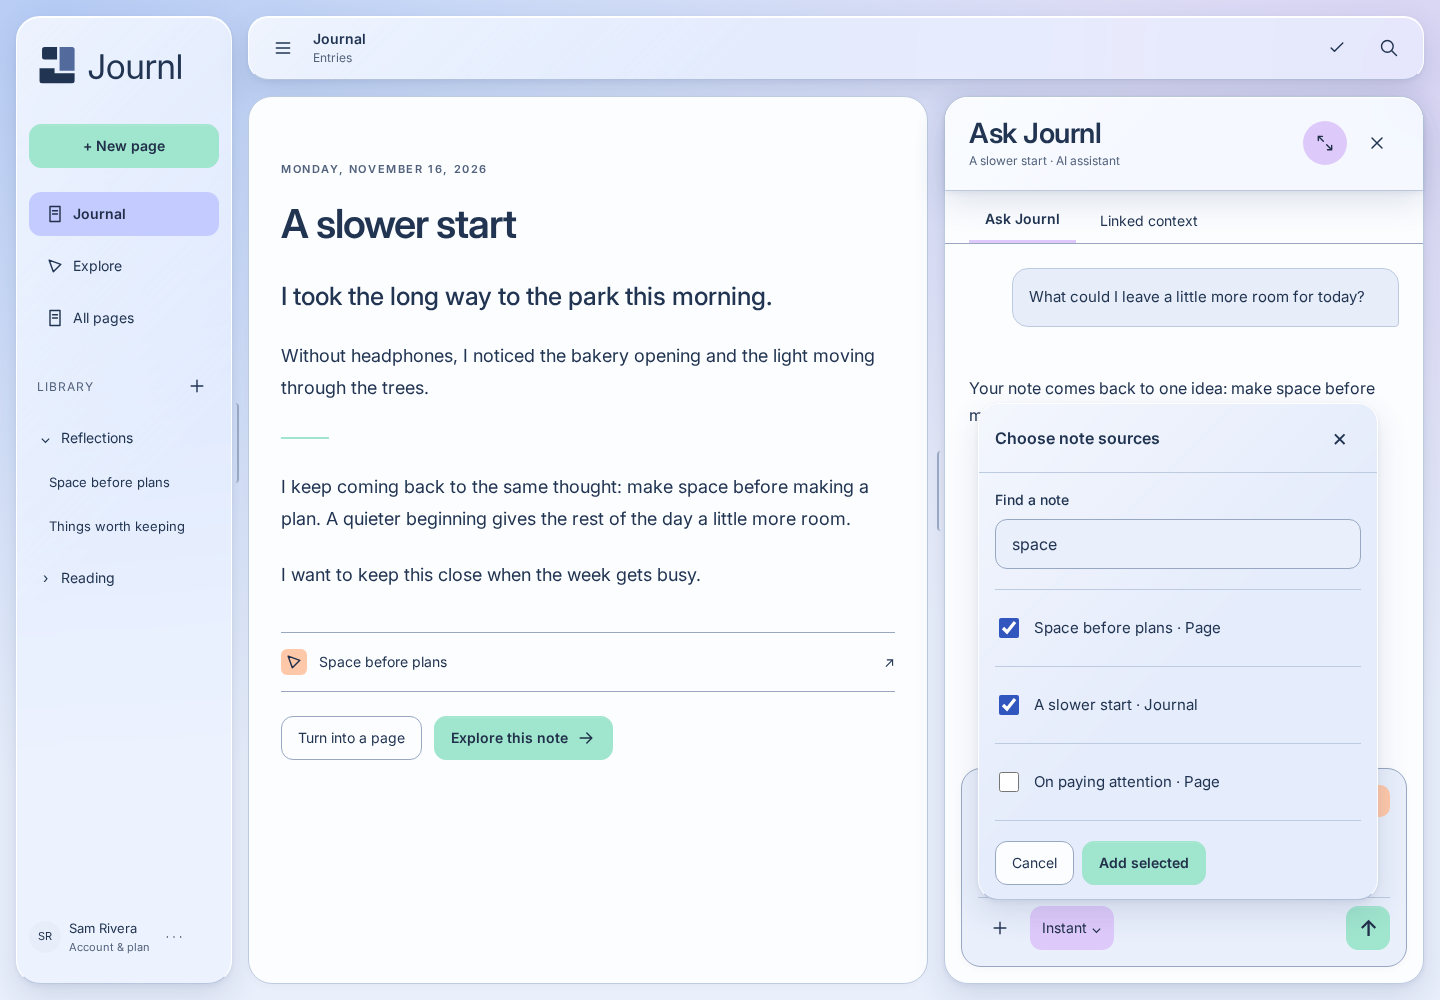 Journl
+ New page
Journal
Explore
All pages
LIBRARY
Reflections
Space before plans
Things worth keeping
Reading
SR
Sam Rivera
Account & plan
Journal
Entries
MONDAY, NOVEMBER 16, 2026
A slower start
I took the long way to the park this morning.
Without headphones, I noticed the bakery opening and the light moving
through the trees.
I keep coming back to the same thought: make space before making a
plan. A quieter beginning gives the rest of the day a little more room.
I want to keep this close when the week gets busy.
Space before plans
Turn into a page
Explore this note
Ask Journl
A slower start · AI assistant
Ask Journl
Linked context
What could I leave a little more room for today?
Your note comes back to one idea: make space before
Choose note sources
Find a note
space
Space before plans · Page
A slower start · Journal
On paying attention · Page
Cancel
Add selected
Instant